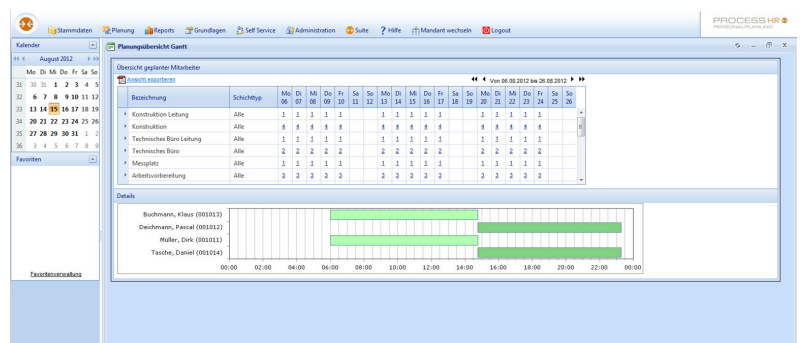 Stammdaten Planung Reports Grundlagen Self Service Administration Suite ? Hilfe Mandant wechseln Logout
PROCESS HR
PERSONALPLANUNG
Kalender
August 2012
Mo Di Mi Do Fr Sa So
31 30 31 1 2 3 4 5
32 6 7 8 9 10 11 12
33 13 14 15 16 17 18 19
34 20 21 22 23 24 25 26
35 27 28 29 30 31 1 2
36 3 4 5 6 7 8 9
Favoriten
Favoritenverwaltung
Planungsübersicht Gantt
Übersicht geplanter Mitarbeiter
Ansicht exportieren
Von 06.08.2012 bis 26.08.2012
Bezeichnung Schichttyp Mo 06 Di 07 Mi 08 Do 09 Fr 10 Sa 11 So 12 Mo 13 Di 14 Mi 15 Do 16 Fr 17 Sa 18 So 19 Mo 20 Di 21 Mi 22 Do 23 Fr 24 Sa 25 So 26
Konstruktion Leitung Alle 1 1 1 1 1 1 1 1 1 1 1 1 1 1 1
Konstruktion Alle 4 4 4 4 4 4 4 4 4 4 4 4 4 4 4
Technisches Büro Leitung Alle 1 1 1 1 1 1 1 1 1 1 1 1 1 1 1
Technisches Büro Alle 2 2 2 2 2 2 2 2 2 2 2 2 2 2 2
Messplatz Alle 1 1 1 1 1 1 1 1 1 1 1 1 1 1 1
Arbeitsvorbereitung Alle 3 3 3 3 3 3 3 3 3 3 3 3 3 3 3
Details
Buchmann, Klaus (001013)
Deichmann, Pascal (001012)
Müller, Dirk (001011)
Tasche, Daniel (001014)
00:00 02:00 04:00 06:00 08:00 10:00 12:00 14:00 16:00 18:00 20:00 22:00 00:00